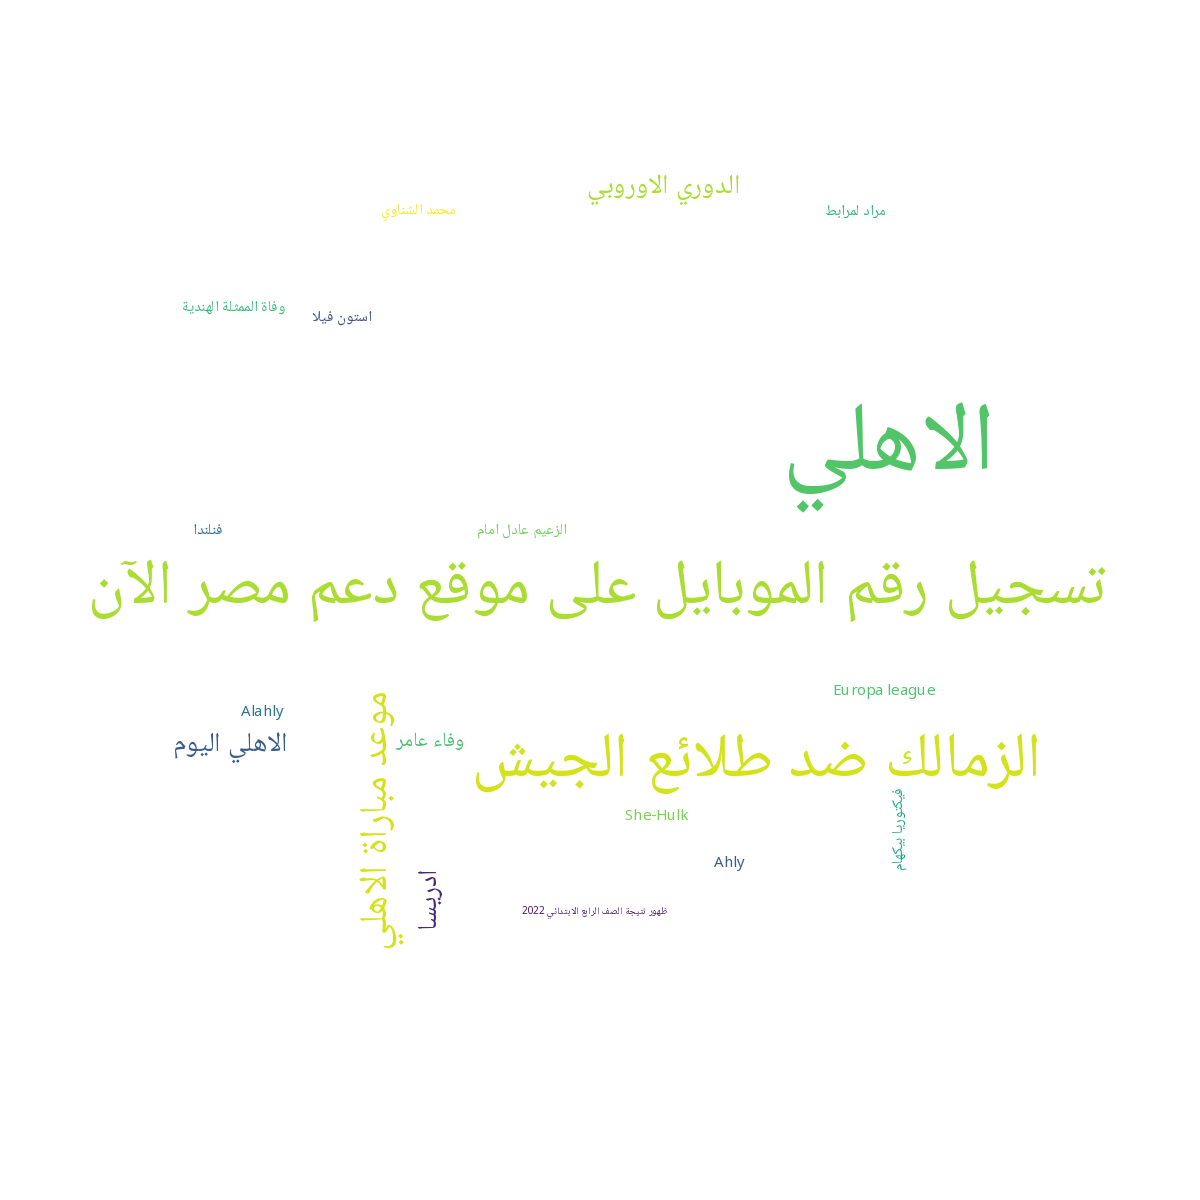 الدوري الاوروبي
محمد الشناوي
مراد لمرابط
وفاة الممثلة الهندية
استون فيلا
الاهلي
فنلندا
الزعيم عادل امام
تسجيل رقم الموبايل على موقع دعم مصر الآن
Europa league
Alahly
موعد مباراة الاهلي
الاهلي اليوم
وفاء عامر
الزمالك ضد طلائع الجيش
فيكتوريا بيكهام
She-Hulk
Ahly
ادريسا
ظهور نتيجة الصف الرابع الابتدائي 2022